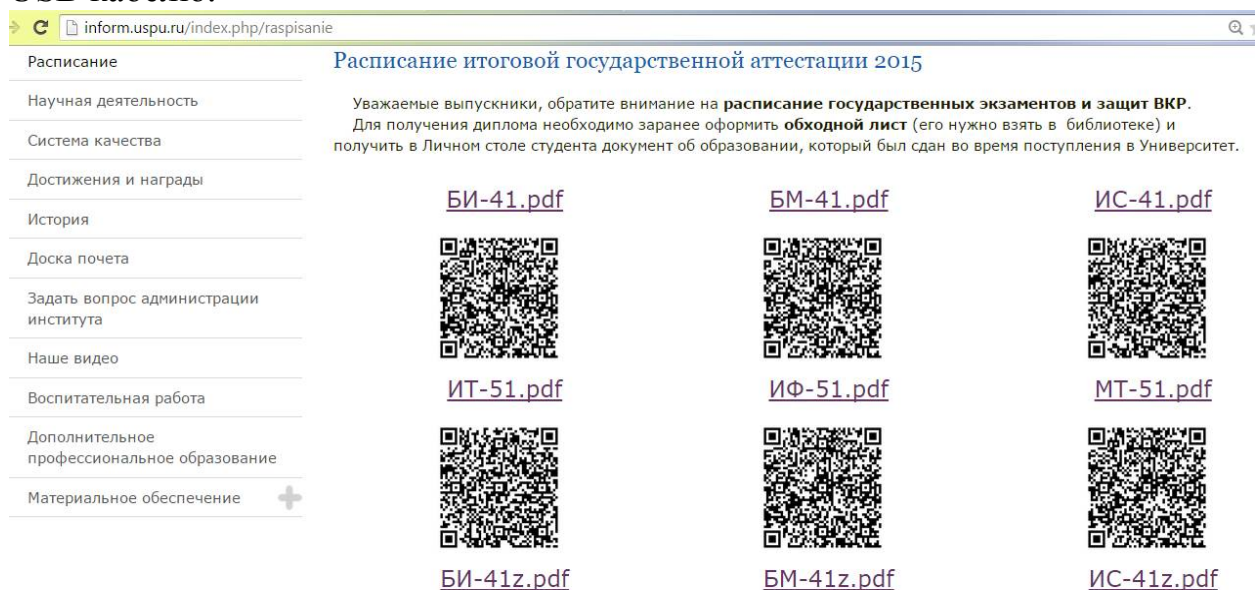 USB-кабелю.
inform.uspu.ru/index.php/raspisanie
Расписание
Научная деятельность
Система качества
Достижения и награды
История
Доска почета
Задать вопрос администрации
института
Наше видео
Воспитательная работа
Дополнительное
профессиональное образование
Материальное обеспечение
Расписание итоговой государственной аттестации 2015
Уважаемые выпускники, обратите внимание на расписание государственных экзаментов и защит ВКР.
Для получения диплома необходимо заранее оформить обходной лист (его нужно взять в библиотеке) и
получить в Личном столе студента документ об образовании, который был сдан во время поступления в Университет.
БИ-41.pdf БМ-41.pdf ИС-41.pdf
ИТ-51.pdf ИФ-51.pdf МТ-51.pdf
БИ-41z.pdf БМ-41z.pdf ИС-41z.pdf